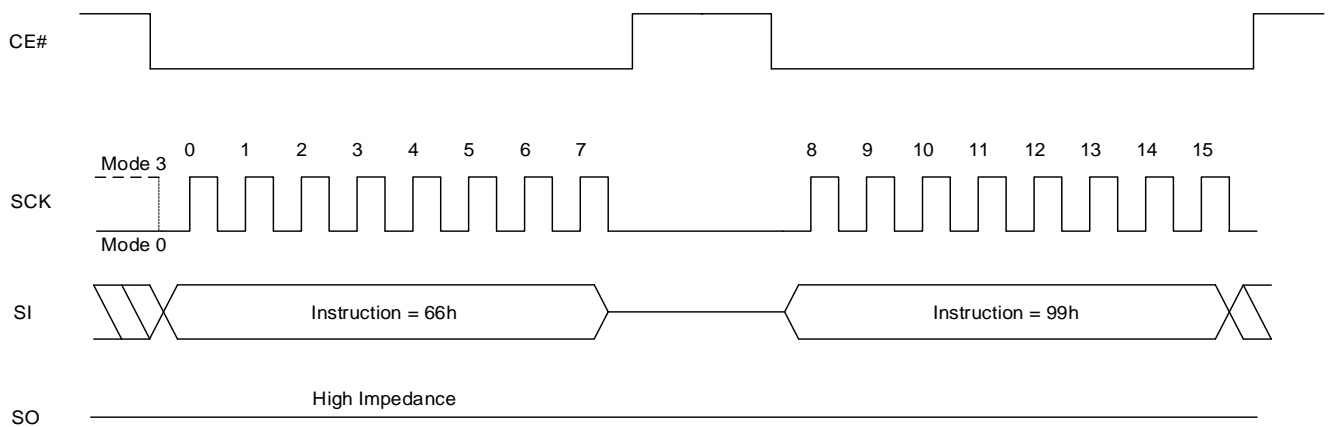 CE#
0 1 2 3 4 5 6 7 8 9 10 11 12 13 14 15
Mode 3
SCK
Mode 0
SI
Instruction = 66h
Instruction = 99h
High Impedance
SO